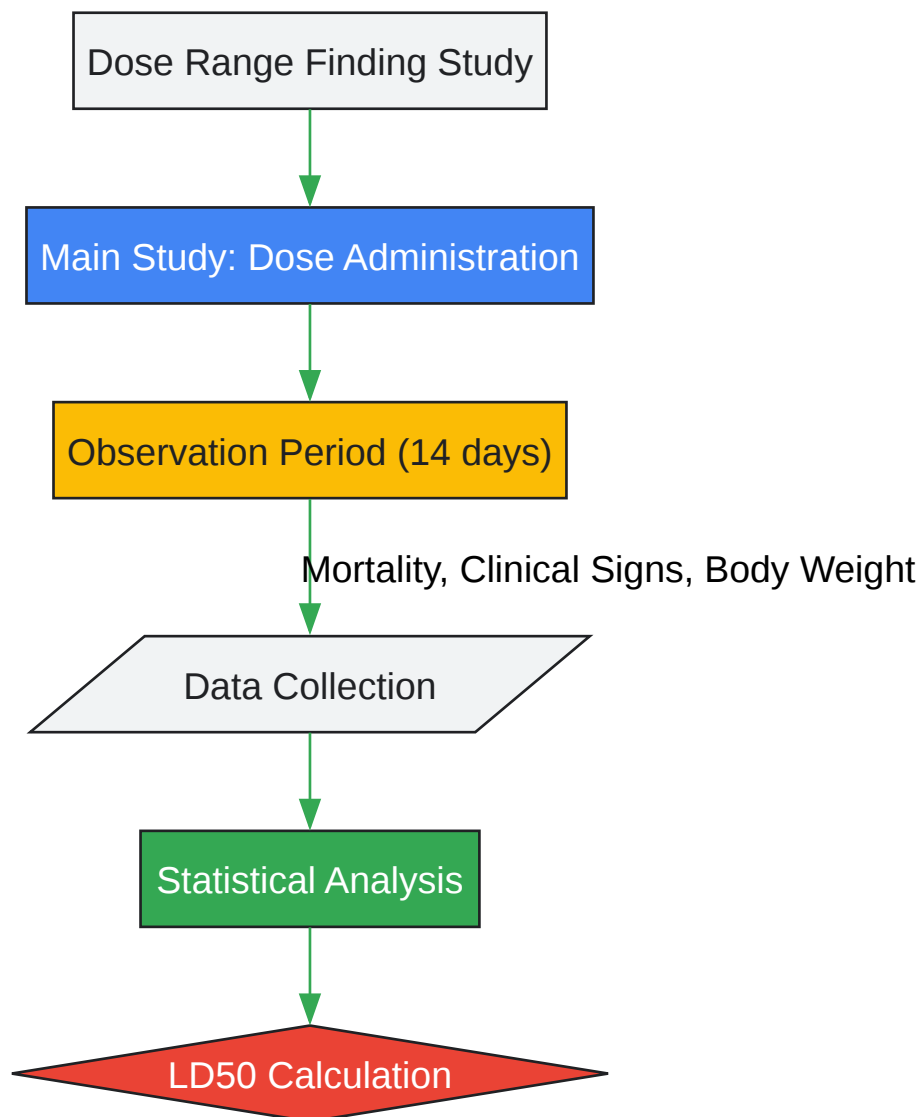 Dose Range Finding Study
Main Study: Dose Administration
Observation Period (14 days)
Mortality, Clinical Signs, Body Weight
Data Collection
Statistical Analysis
LD50 Calculation